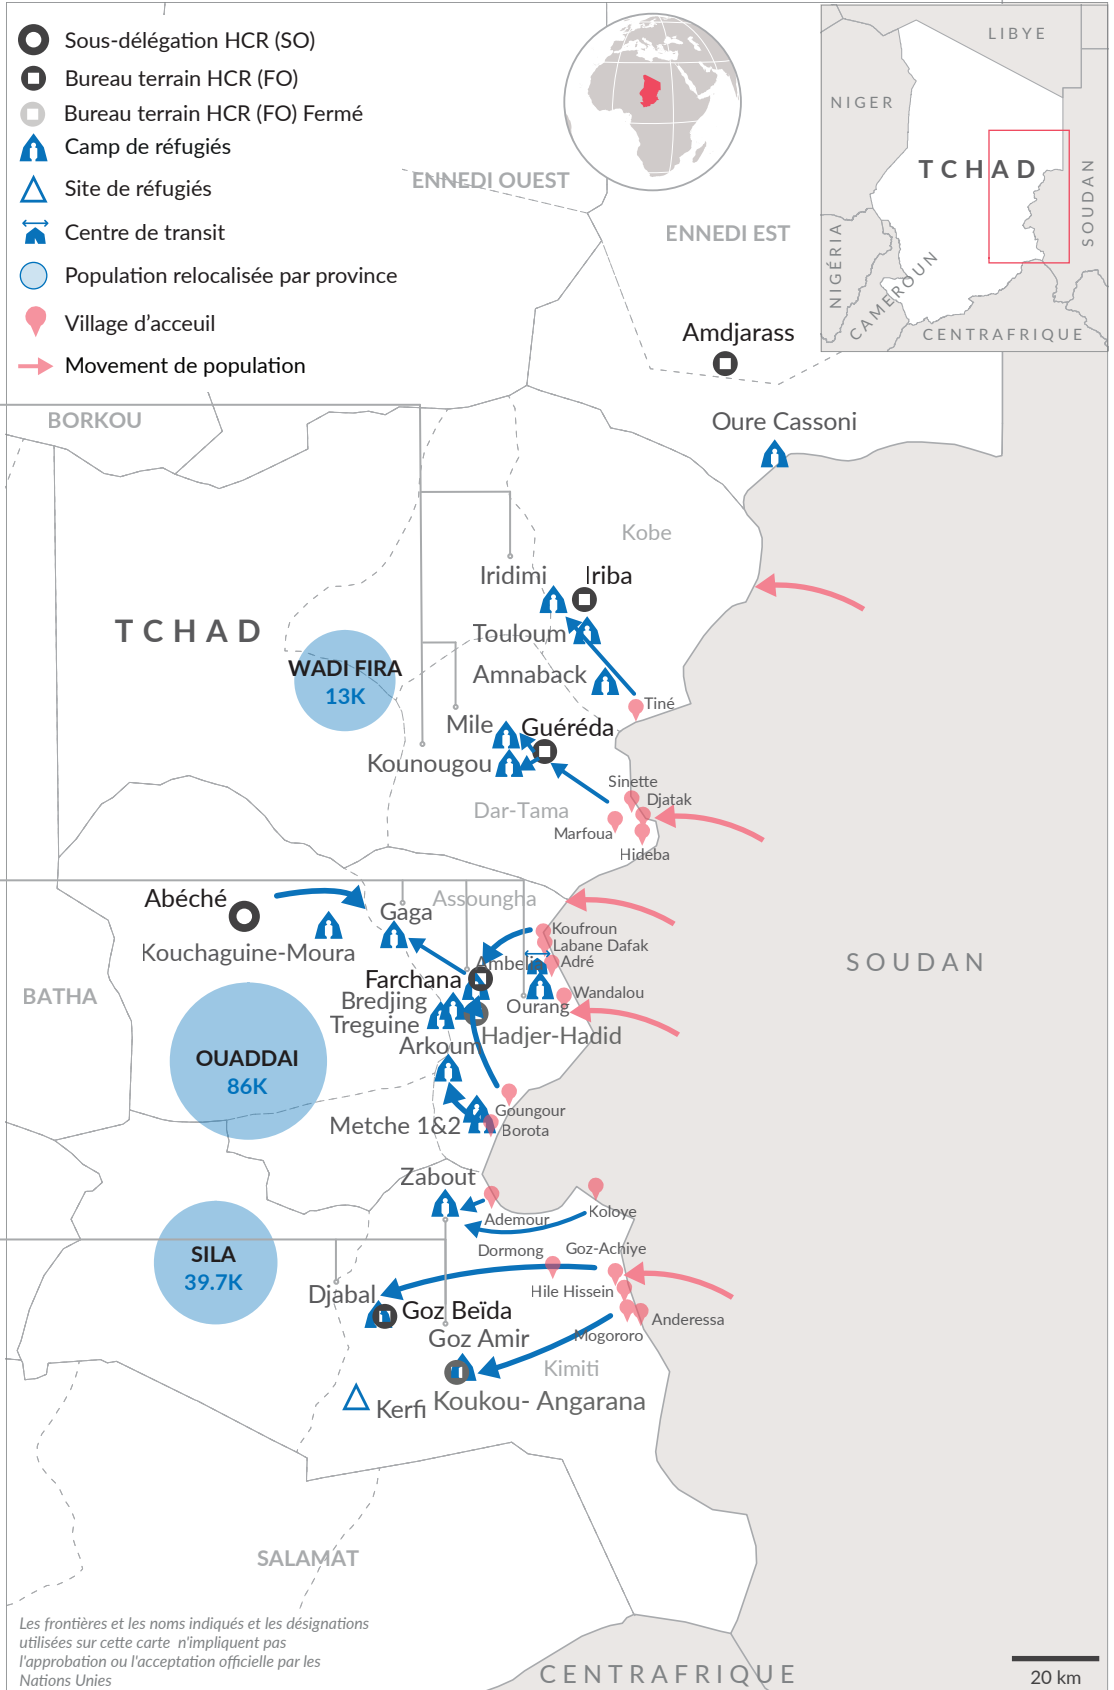 Sous-délégation HCR (SO)
Bureau terrain HCR (FO)
Bureau terrain HCR (FO) Fermé
Camp de réfugiés
Site de réfugiés
Centre de transit
Population relocalisée par province
Village d'acceuil
Movement de population
LIBYE
NIGER
TCHAD
SOUDAN
NIGÉRIA
CAMEROUN
CENTRAFRIQUE
ENNEDI OUEST
ENNEDI EST
Amdjarass
BORKOU
Oure Cassoni
Kobe
Iridimi
Iriba
TCHAD
Touloum
WADI FIRA
13K
Amnaback
Tiné
Mile
Guéréda
Kounougou
Sinette
Djatak
Dar-Tama
Marfoua
Hideba
Abéché
Assoungha
Gaga
Koufroun
Labane Dafak
Kouchaguine-Moura
Ambelia
Adré
SOUDAN
Farchana
BATHA
Bredjing
Wandalou
Ourang
Treguine
Hadjer-Hadid
Arkoum
OUADDAI
86K
Goungour
Metche 1&2
Borota
Zabout
Ademour
Koloye
SILA
39.7K
Dormong
Goz-Achiye
Djabal
Hile Hissein
Goz Beïda
Anderessa
Goz Amir
Mogororo
Kimiti
Kerfi
Koukou- Angarana
SALAMAT
Les frontières et les noms indiqués et les désignations
utilisées sur cette carte n'impliquent pas
l'approbation ou l'acceptation officielle par les
Nations Unies
CENTRAFRIQUE
20 km